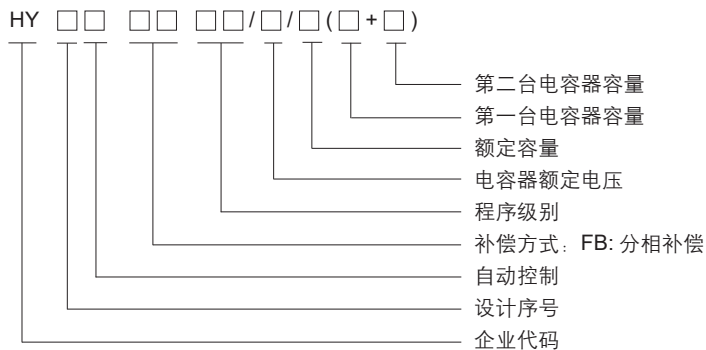 HY □□ □□ □□/□/□(□+□)
第二台电容器容量
第一台电容器容量
额定容量
电容器额定电压
程序级别
补偿方式：FB: 分相补偿
自动控制
设计序号
企业代码